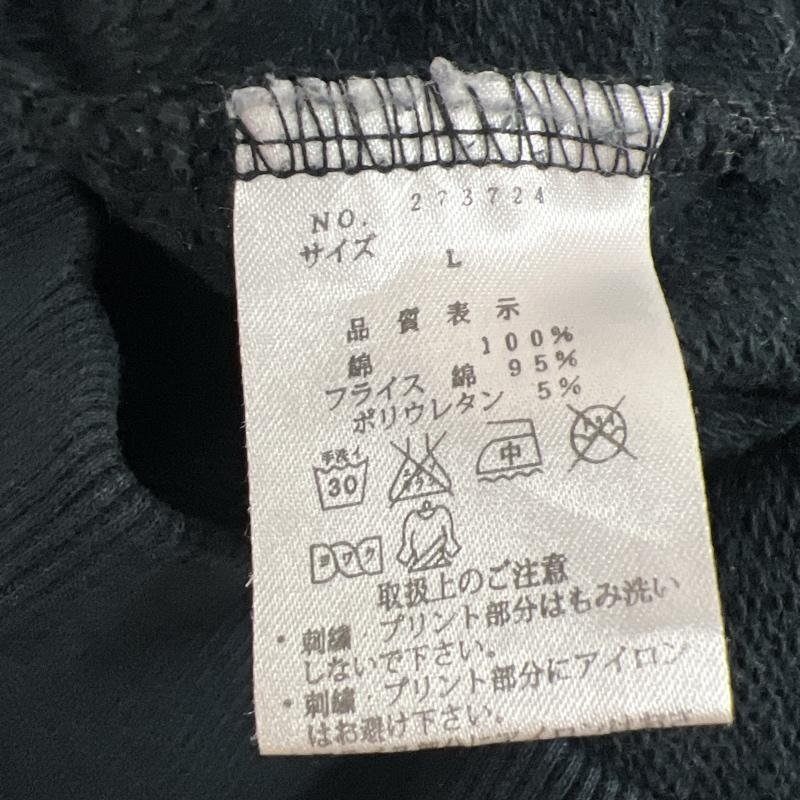 NO. 273724
サイズ L
品質表示
綿 100%
フライス 綿 95%
ポリウレタン 5%
手洗イ
30
中
取扱上のご注意
・刺繍・プリント部分はもみ洗い
しないで下さい。
・刺繍・プリント部分にアイロン
はお避け下さい。